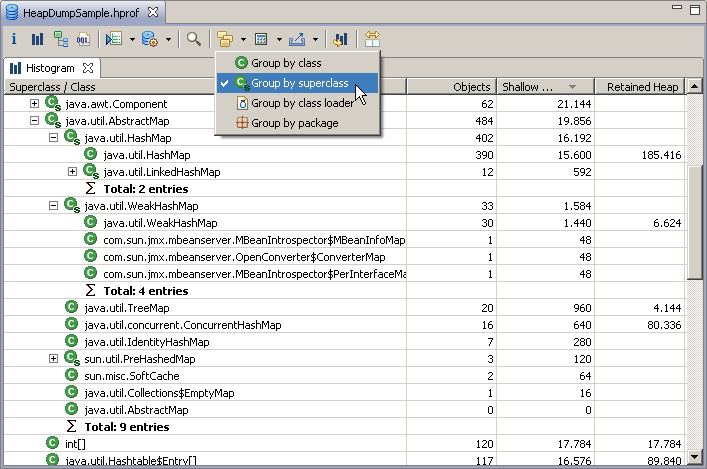 HeapDumpSample.hprof
i OQL
Histogram
Group by class
Group by superclass
Group by class loader
Group by package
Superclass / Class Objects Shallow ... Retained Heap
java.awt.Component 62 21.144
java.util.AbstractMap 484 19.856
java.util.HashMap 402 16.192
java.util.HashMap 390 15.600 185.416
java.util.LinkedHashMap 12 592
Σ Total: 2 entries
java.util.WeakHashMap 33 1.584
java.util.WeakHashMap 30 1.440 6.624
com.sun.jmx.mbeanserver.MBeanIntrospector$MBeanInfoMap 1 48
com.sun.jmx.mbeanserver.OpenConverter$ConverterMap 1 48
com.sun.jmx.mbeanserver.MBeanIntrospector$PerInterfaceMa 1 48
Σ Total: 4 entries
java.util.TreeMap 20 960 4.144
java.util.concurrent.ConcurrentHashMap 16 640 80.336
java.util.IdentityHashMap 7 280
sun.util.PreHashedMap 3 120
sun.misc.SoftCache 2 64
java.util.Collections$EmptyMap 1 16
java.util.AbstractMap 0 0
Σ Total: 9 entries
int[] 120 17.784 17.784
java.util.Hashtable$Entry[] 117 16.576 89.840